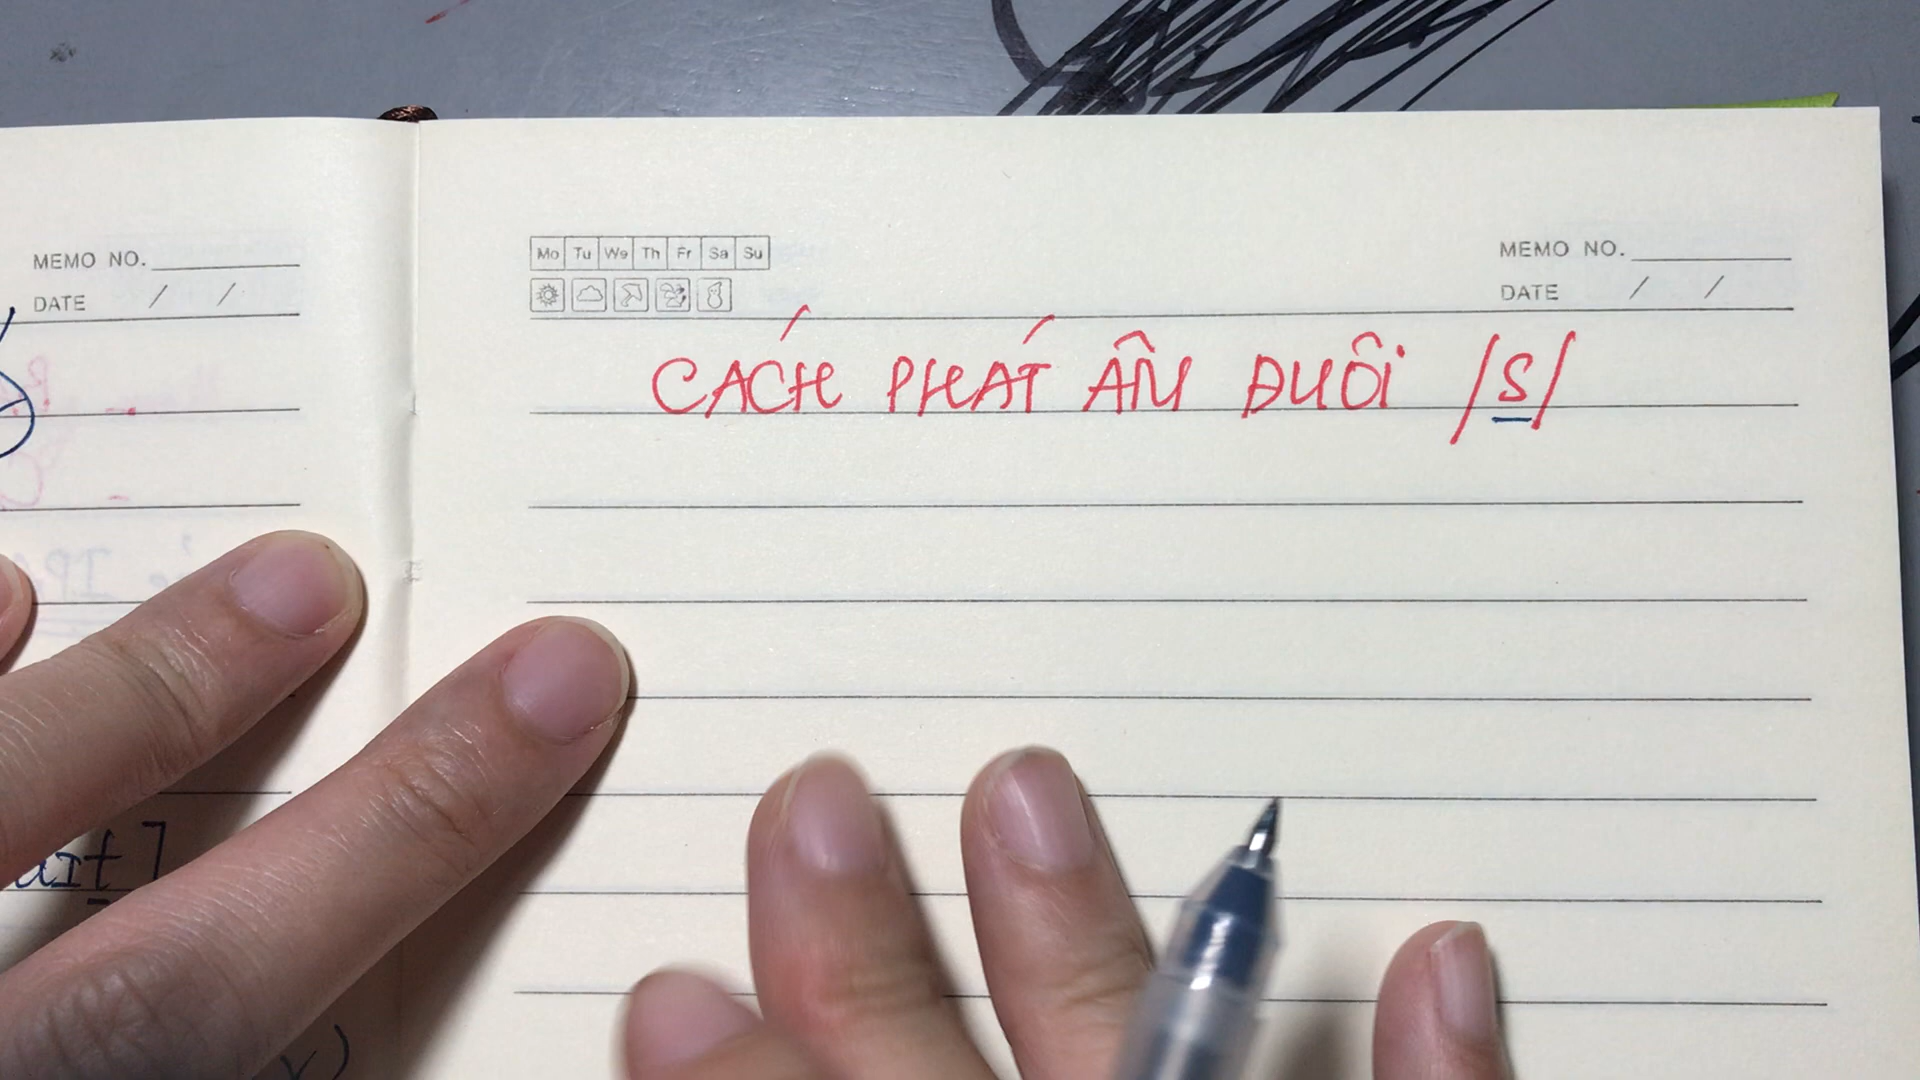 MEMO NO.
DATE / /
Mo Tu We Th Fr Sa Su
MEMO NO.
DATE / /
CÁCH PHÁT ÂM ĐUÔI /S/